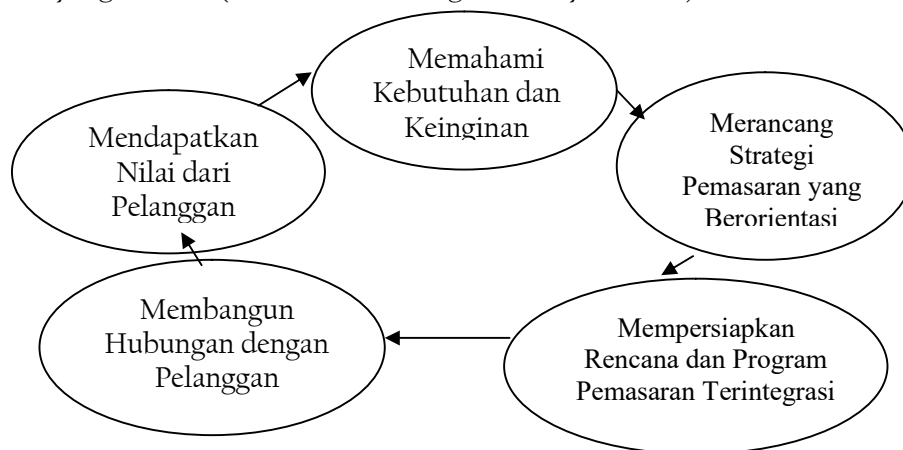 Memahami
Kebutuhan dan
Keinginan
Merancang
Strategi
Pemasaran yang
Berorientasi
Mempersiapkan
Rencana dan Program
Pemasaran Terintegrasi
Membangun
Hubungan dengan
Pelanggan
Mendapatkan
Nilai dari
Pelanggan